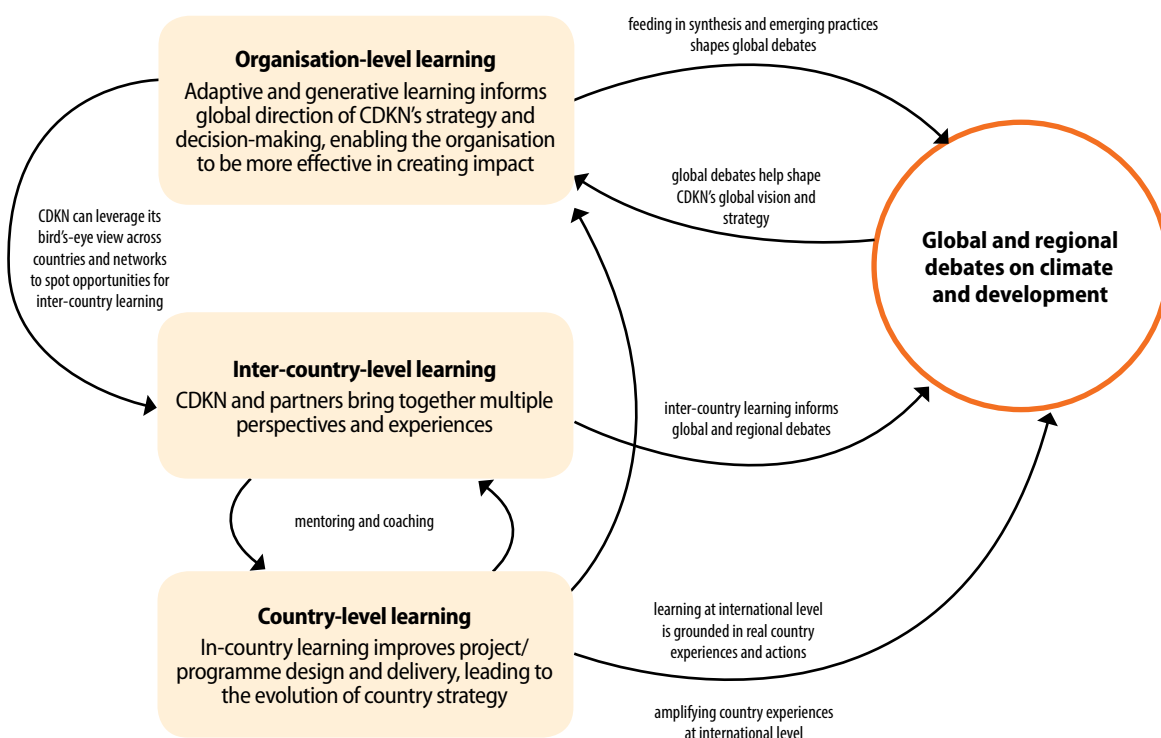 feeding in synthesis and emerging practices
shapes global debates
Organisation-level learning
Adaptive and generative learning informs
global direction of CDKN’s strategy and
decision-making, enabling the organisation
to be more effective in creating impact
global debates help shape
CDKN’s global vision and
strategy
CDKN can leverage its
bird’s-eye view across
countries and networks
to spot opportunities for
inter-country learning
Global and regional
debates on climate
and development
Inter-country-level learning
CDKN and partners bring together multiple
perspectives and experiences
inter-country learning informs
global and regional debates
mentoring and coaching
Country-level learning
In-country learning improves project/
programme design and delivery, leading to
the evolution of country strategy
learning at international level
is grounded in real country
experiences and actions
amplifying country experiences
at international level